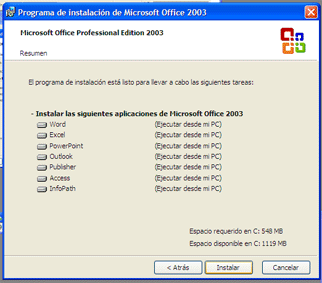 Programa de instalación de Microsoft Office 2003
Microsoft Office Professional Edition 2003
Resumen
El programa de instalación está listo para llevar a cabo las siguientes tareas:
- Instalar las siguientes aplicaciones de Microsoft Office 2003
Word (Ejecutar desde mi PC)
Excel (Ejecutar desde mi PC)
PowerPoint (Ejecutar desde mi PC)
Outlook (Ejecutar desde mi PC)
Publisher (Ejecutar desde mi PC)
Access (Ejecutar desde mi PC)
InfoPath (Ejecutar desde mi PC)
Espacio requerido en C: 548 MB
Espacio disponible en C: 1119 MB
< Atrás Instalar Cancelar